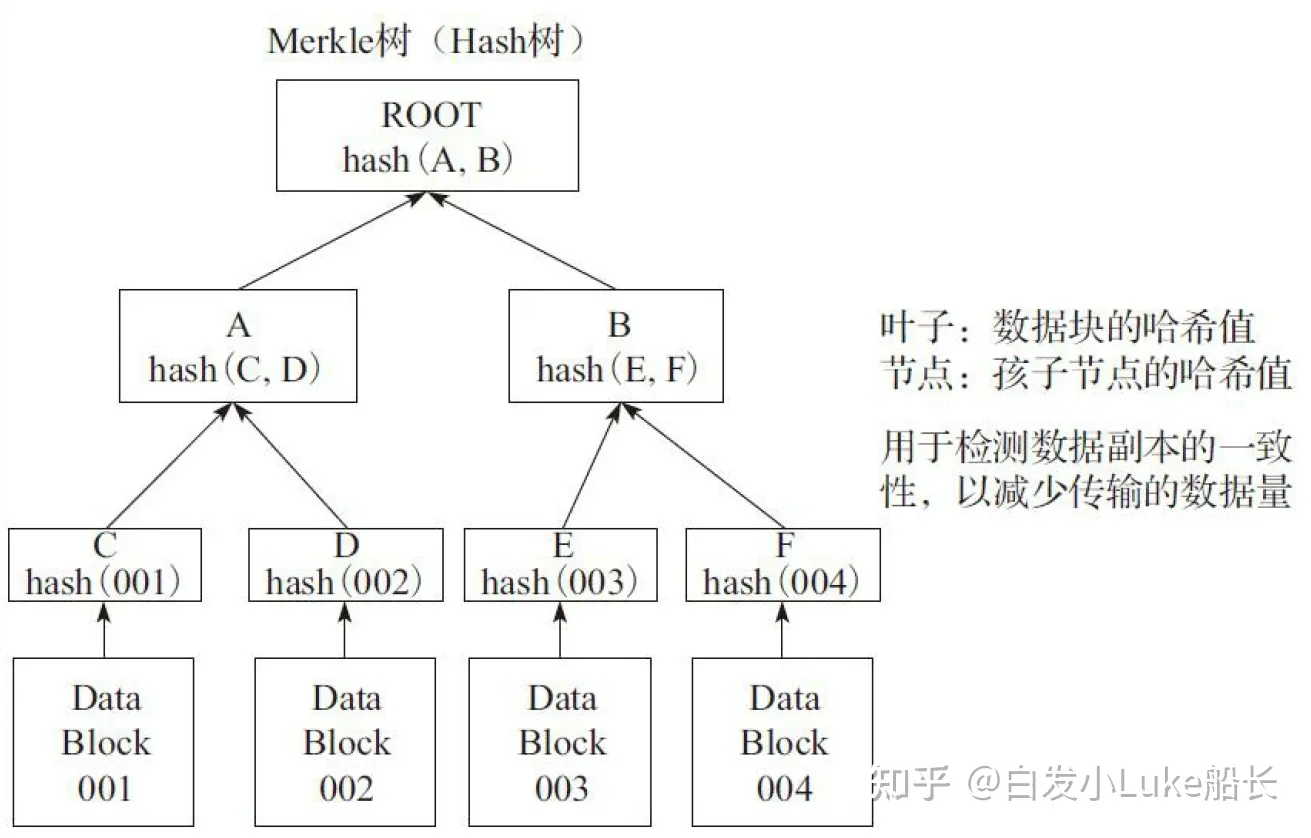 Merkle树（Hash树）
ROOT
hash(A, B)
A
hash(C, D)
B
hash(E, F)
叶子：数据块的哈希值
节点：孩子节点的哈希值
用于检测数据副本的一致
性，以减少传输的数据量
C
hash(001)
D
hash(002)
E
hash(003)
F
hash(004)
Data
Block
001
Data
Block
002
Data
Block
003
Data
Block
004
知乎 @白发小Luke船长